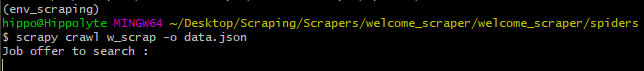 (env_scraping)
hippo@Hippolyte MINGW64 ~/Desktop/Scraping/Scrapers/welcome_scraper/welcome_scraper/spiders
$ scrapy crawl w_scrap -o data.json
Job offer to search :